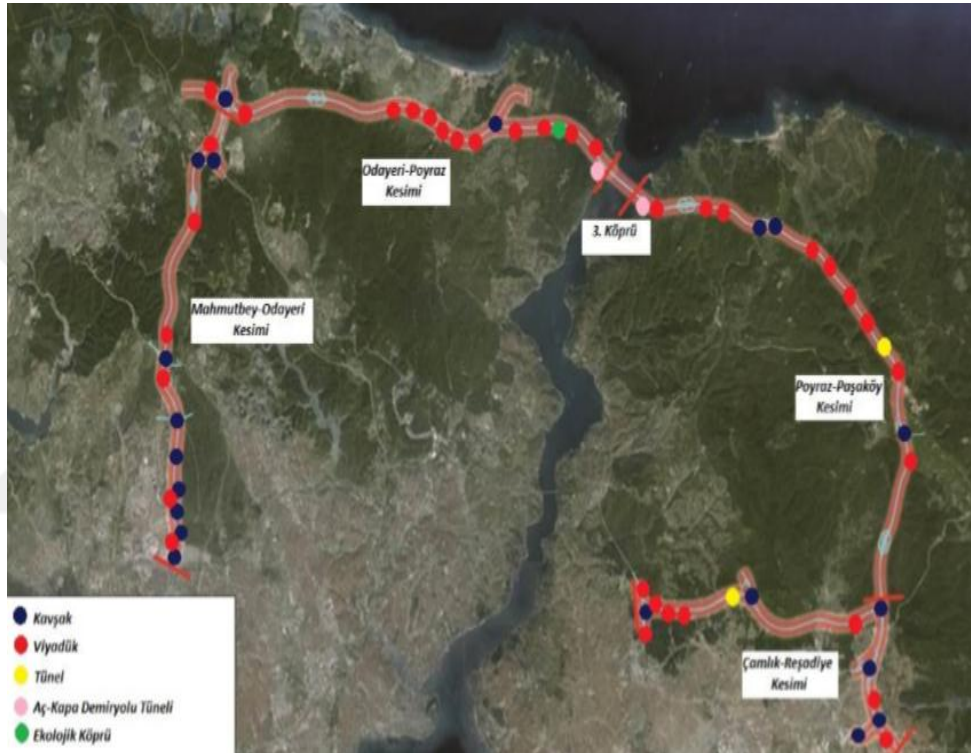 Odayeri-Poyraz
Kesimi
3. Köprü
Mahmutbey-Odayeri
Kesimi
Poyraz-Paşaköy
Kesimi
Çamlık-Reşadiye
Kesimi
Kavşak
Viyadük
Tünel
Aç-Kapa Demiryolu Tüneli
Ekolojik Köprü